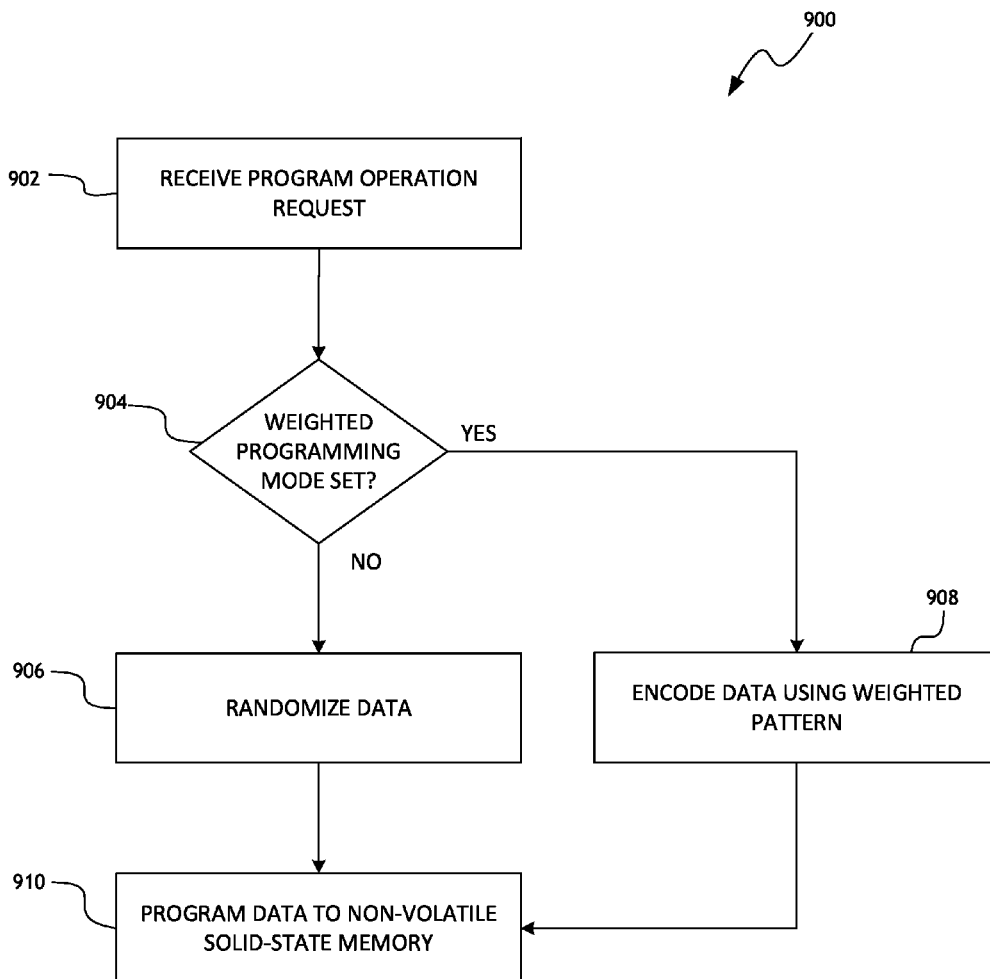 900
902
RECEIVE PROGRAM OPERATION
REQUEST
904
WEIGHTED
PROGRAMMING
MODE SET?
YES
NO
908
906
RANDOMIZE DATA
ENCODE DATA USING WEIGHTED
PATTERN
910
PROGRAM DATA TO NON-VOLATILE
SOLID-STATE MEMORY